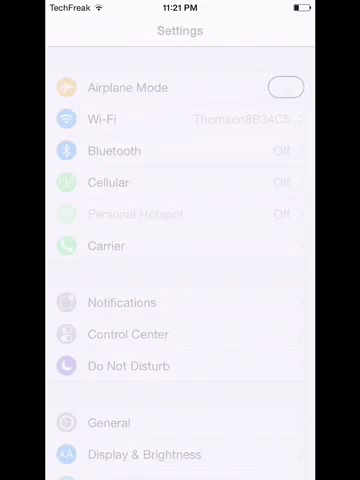 TechFreak 11:21 PM
Settings
Airplane Mode
Wi-Fi Thomson8B34C5
Bluetooth Off
Cellular Off
Personal Hotspot Off
Carrier
Notifications
Control Center
Do Not Disturb
General
Display & Brightness